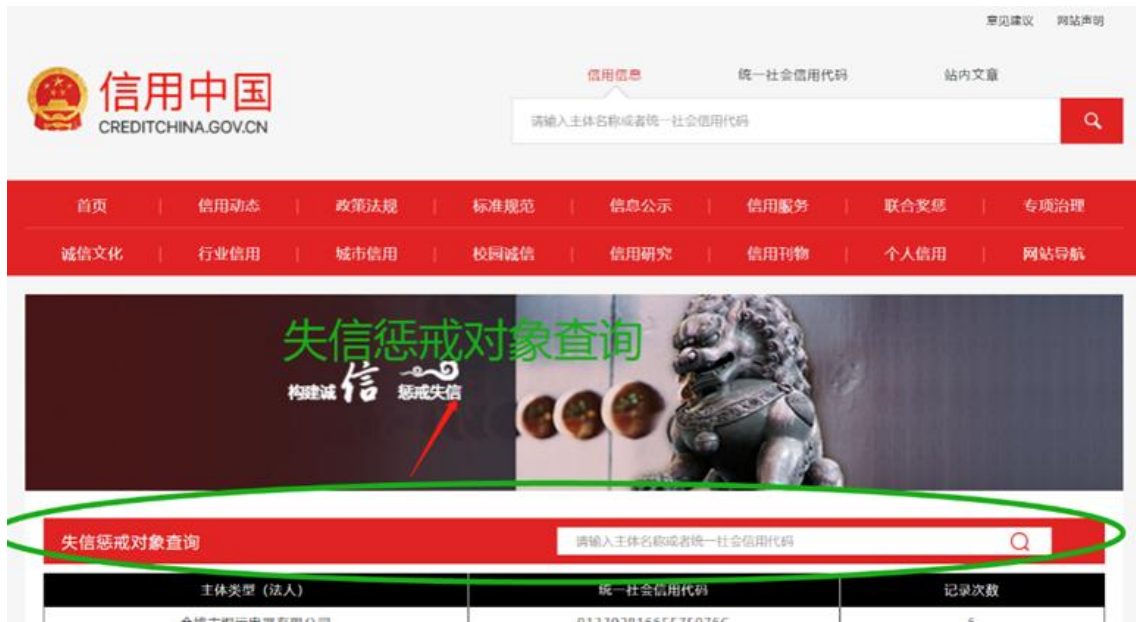 意见建议 网站声明
信用信息 统一社会信用代码 站内文章
信用中国
CREDITCHINA.GOV.CN
请输入主体名称或者统一社会信用代码
首页 信用动态 政策法规 标准规范 信息公示 信用服务 联合奖惩 专项治理
诚信文化 行业信用 城市信用 校园诚信 信用研究 信用刊物 个人信用 网站导航
失信惩戒对象查询
构建诚信 惩戒失信
失信惩戒对象查询 请输入主体名称或者统一社会信用代码
主体类型（法人） 统一社会信用代码 记录次数